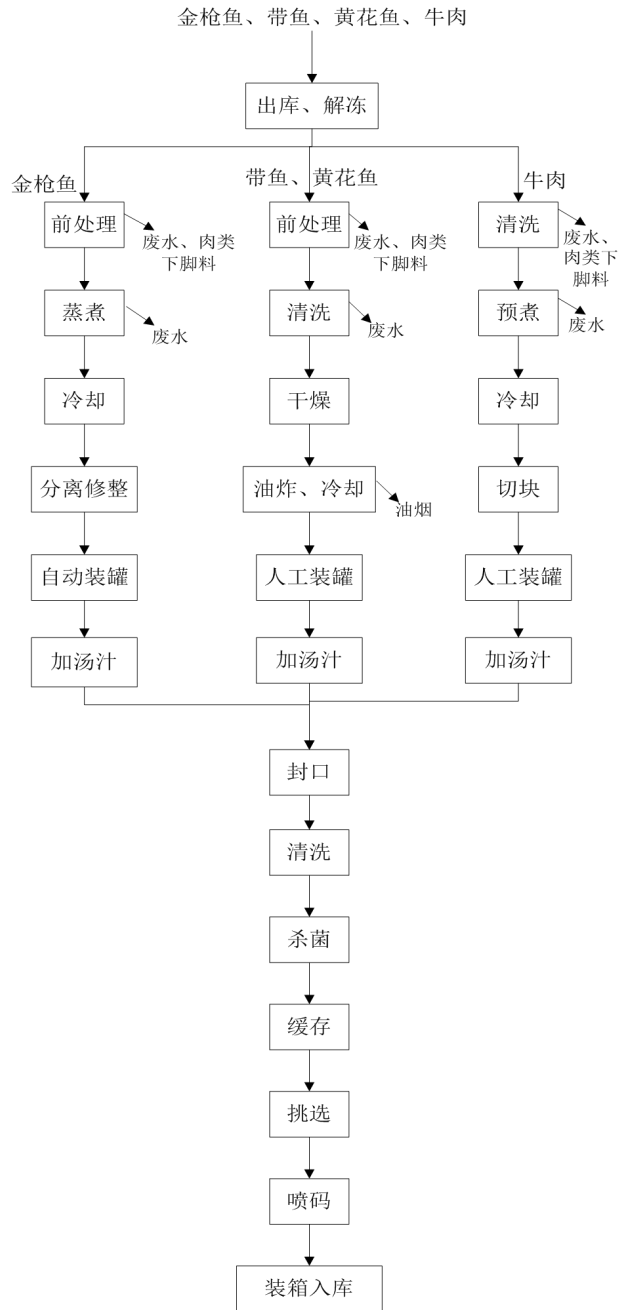 金枪鱼、带鱼、黄花鱼、牛肉
出库、解冻
金枪鱼
带鱼、黄花鱼
牛肉
前处理
废水、肉类
下脚料
前处理
废水、肉类
下脚料
清洗
废水、
肉类下
脚料
蒸煮
废水
清洗
废水
预煮
废水
冷却
干燥
冷却
分离修整
油炸、冷却
油烟
切块
自动装罐
人工装罐
人工装罐
加汤汁
加汤汁
加汤汁
封口
清洗
杀菌
缓存
挑选
喷码
装箱入库